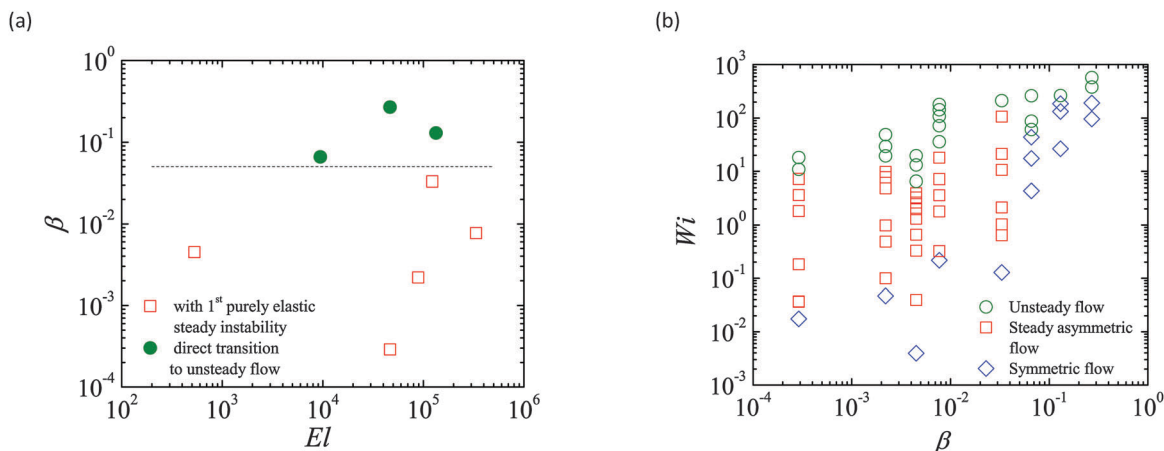 (a)
10^0
10^-1
10^-2
10^-3
10^-4
β
with 1^st purely elastic
steady instability
direct transition
to unsteady flow
10^2
10^3
10^4
10^5
10^6
El
(b)
10^3
10^2
10^1
10^0
10^-1
10^-2
10^-3
Wi
Unsteady flow
Steady asymmetric
flow
Symmetric flow
10^-4
10^-3
10^-2
10^-1
10^0
β